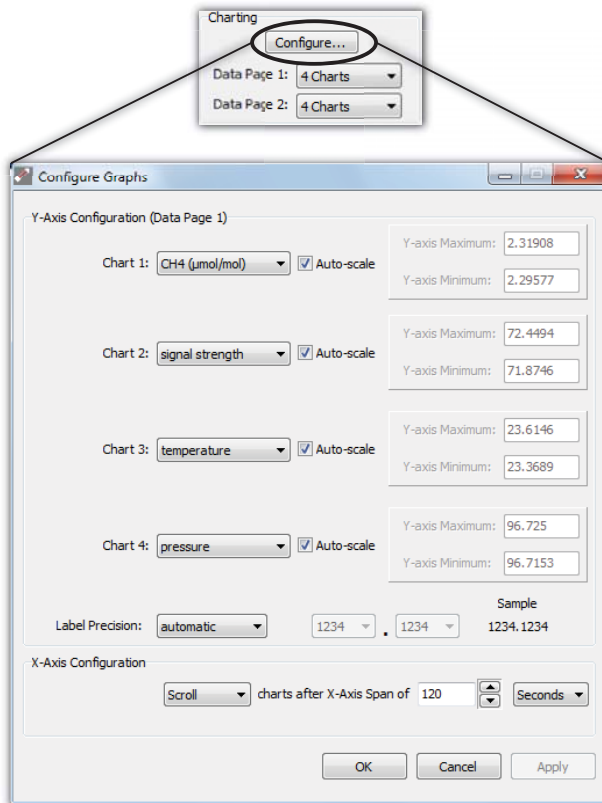 Charting
Configure...
Data Page 1: 4 Charts
Data Page 2: 4 Charts
Configure Graphs
Y-Axis Configuration (Data Page 1)
Chart 1: CH4 (µmol/mol) Auto-scale Y-axis Maximum: 2.31908
Y-axis Minimum: 2.29577
Chart 2: signal strength Auto-scale Y-axis Maximum: 72.4494
Y-axis Minimum: 71.8746
Chart 3: temperature Auto-scale Y-axis Maximum: 23.6146
Y-axis Minimum: 23.3689
Chart 4: pressure Auto-scale Y-axis Maximum: 96.725
Y-axis Minimum: 96.7153
Sample
Label Precision: automatic 1234 . 1234 1234.1234
X-Axis Configuration
Scroll charts after X-Axis Span of 120 Seconds
OK Cancel Apply